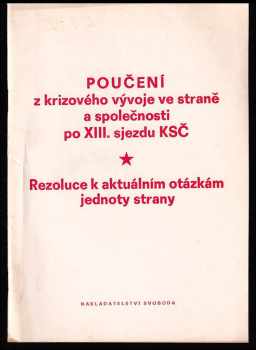 POUČENÍ
z krizového vývoje ve straně
a společnosti
po XIII. sjezdu KSČ
Rezoluce k aktuálním otázkám
jednoty strany
NAKLADATELSTVÍ SVOBODA